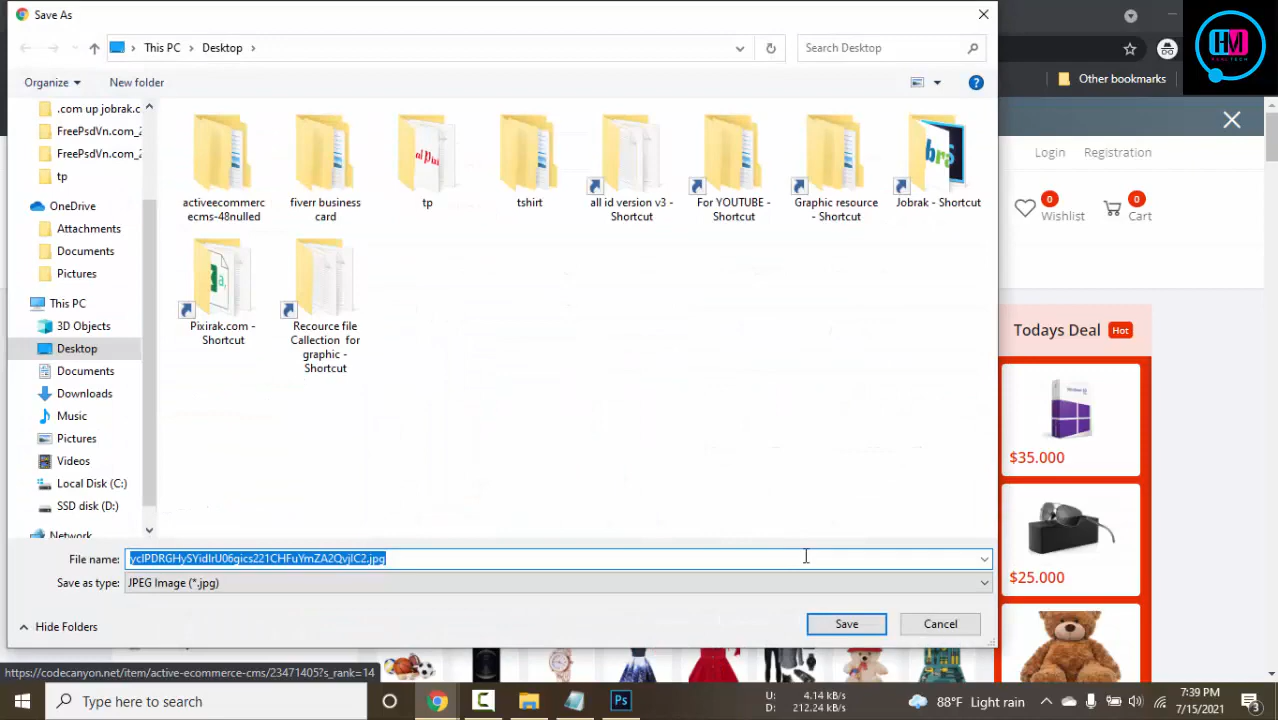 Save As
This PC
Desktop
Search Desktop
HM
Other bookmarks
Organize
New folder
.com up jobrak.c
FreePsdVn.com_2
FreePsdVn.com_2
tp
OneDrive
Attachments
Documents
Pictures
This PC
3D Objects
Desktop
Documents
Downloads
Music
Pictures
Videos
Local Disk (C:)
SSD disk (D:)
Network
activeecommerc
ecms-48nulled
fiverr business
card
tp
tshirt
all id version v3 -
Shortcut
For YOUTUBE -
Shortcut
Graphic resource
- Shortcut
Jobrak - Shortcut
Pixirak.com -
Shortcut
Recource file
Callection for
graphic -
Shortcut
Login
Registration
0
Wishlist
0
Cart
Todays Deal
Hot
$35.000
$25.000
File name:
Save as type:
JPEG Image (*.jpg)
Hide Folders
Save
Cancel
https://codecanyon.net/item/active-ecommerce-cms/23471405?s_rank=14
Type here to search
Ps
U:
4.14 kB/s
D:
212.24 kB/s
88°F Light rain
7:39 PM
7/15/2021
3